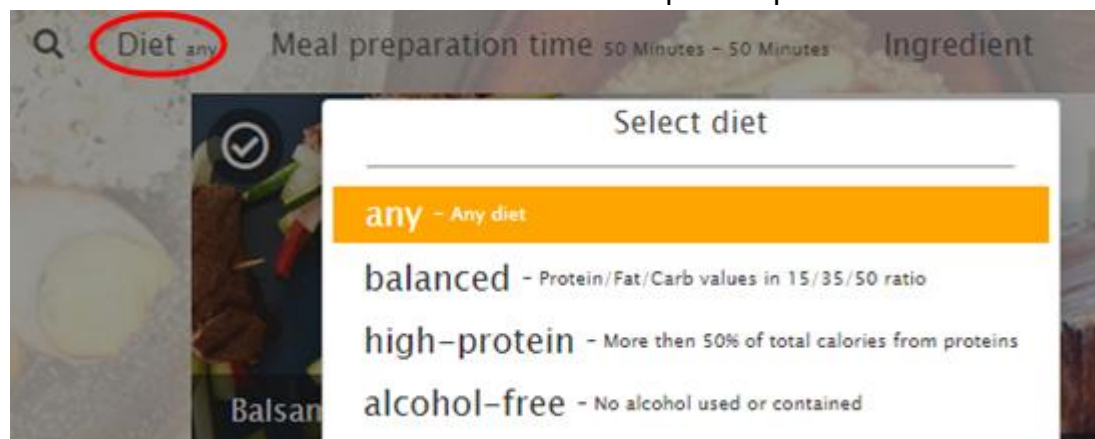 Diet any Meal preparation time 50 Minutes - 50 Minutes Ingredient
Select diet
any - Any diet
balanced - Protein/Fat/Carb values in 15/35/50 ratio
high-protein - More then 50% of total calories from proteins
alcohol-free - No alcohol used or contained
Balsam